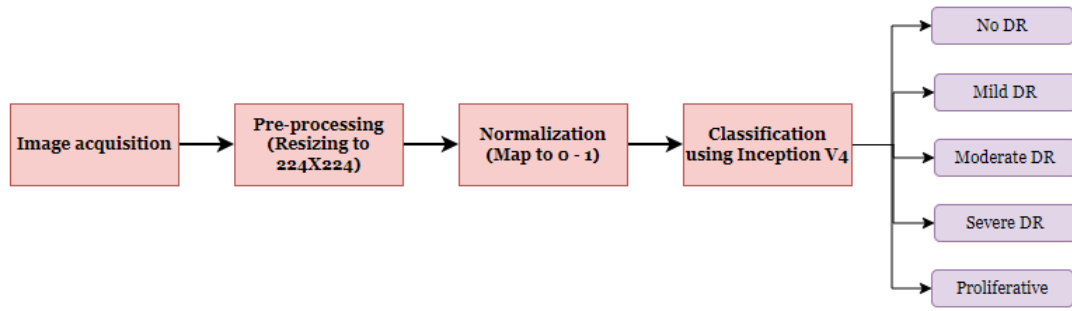 Image acquisition
Pre-processing
(Resizing to
224X224)
Normalization
(Map to 0 - 1)
Classification
using Inception V4
No DR
Mild DR
Moderate DR
Severe DR
Proliferative